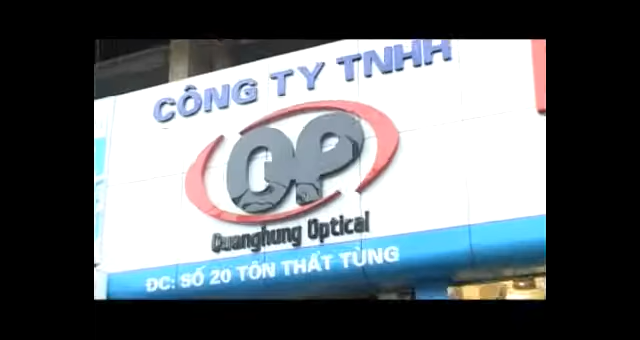 CÔNG TY TNHH
QP
Quanghung Optical
ĐC: SỐ 20 TÔN THẤT TÙNG